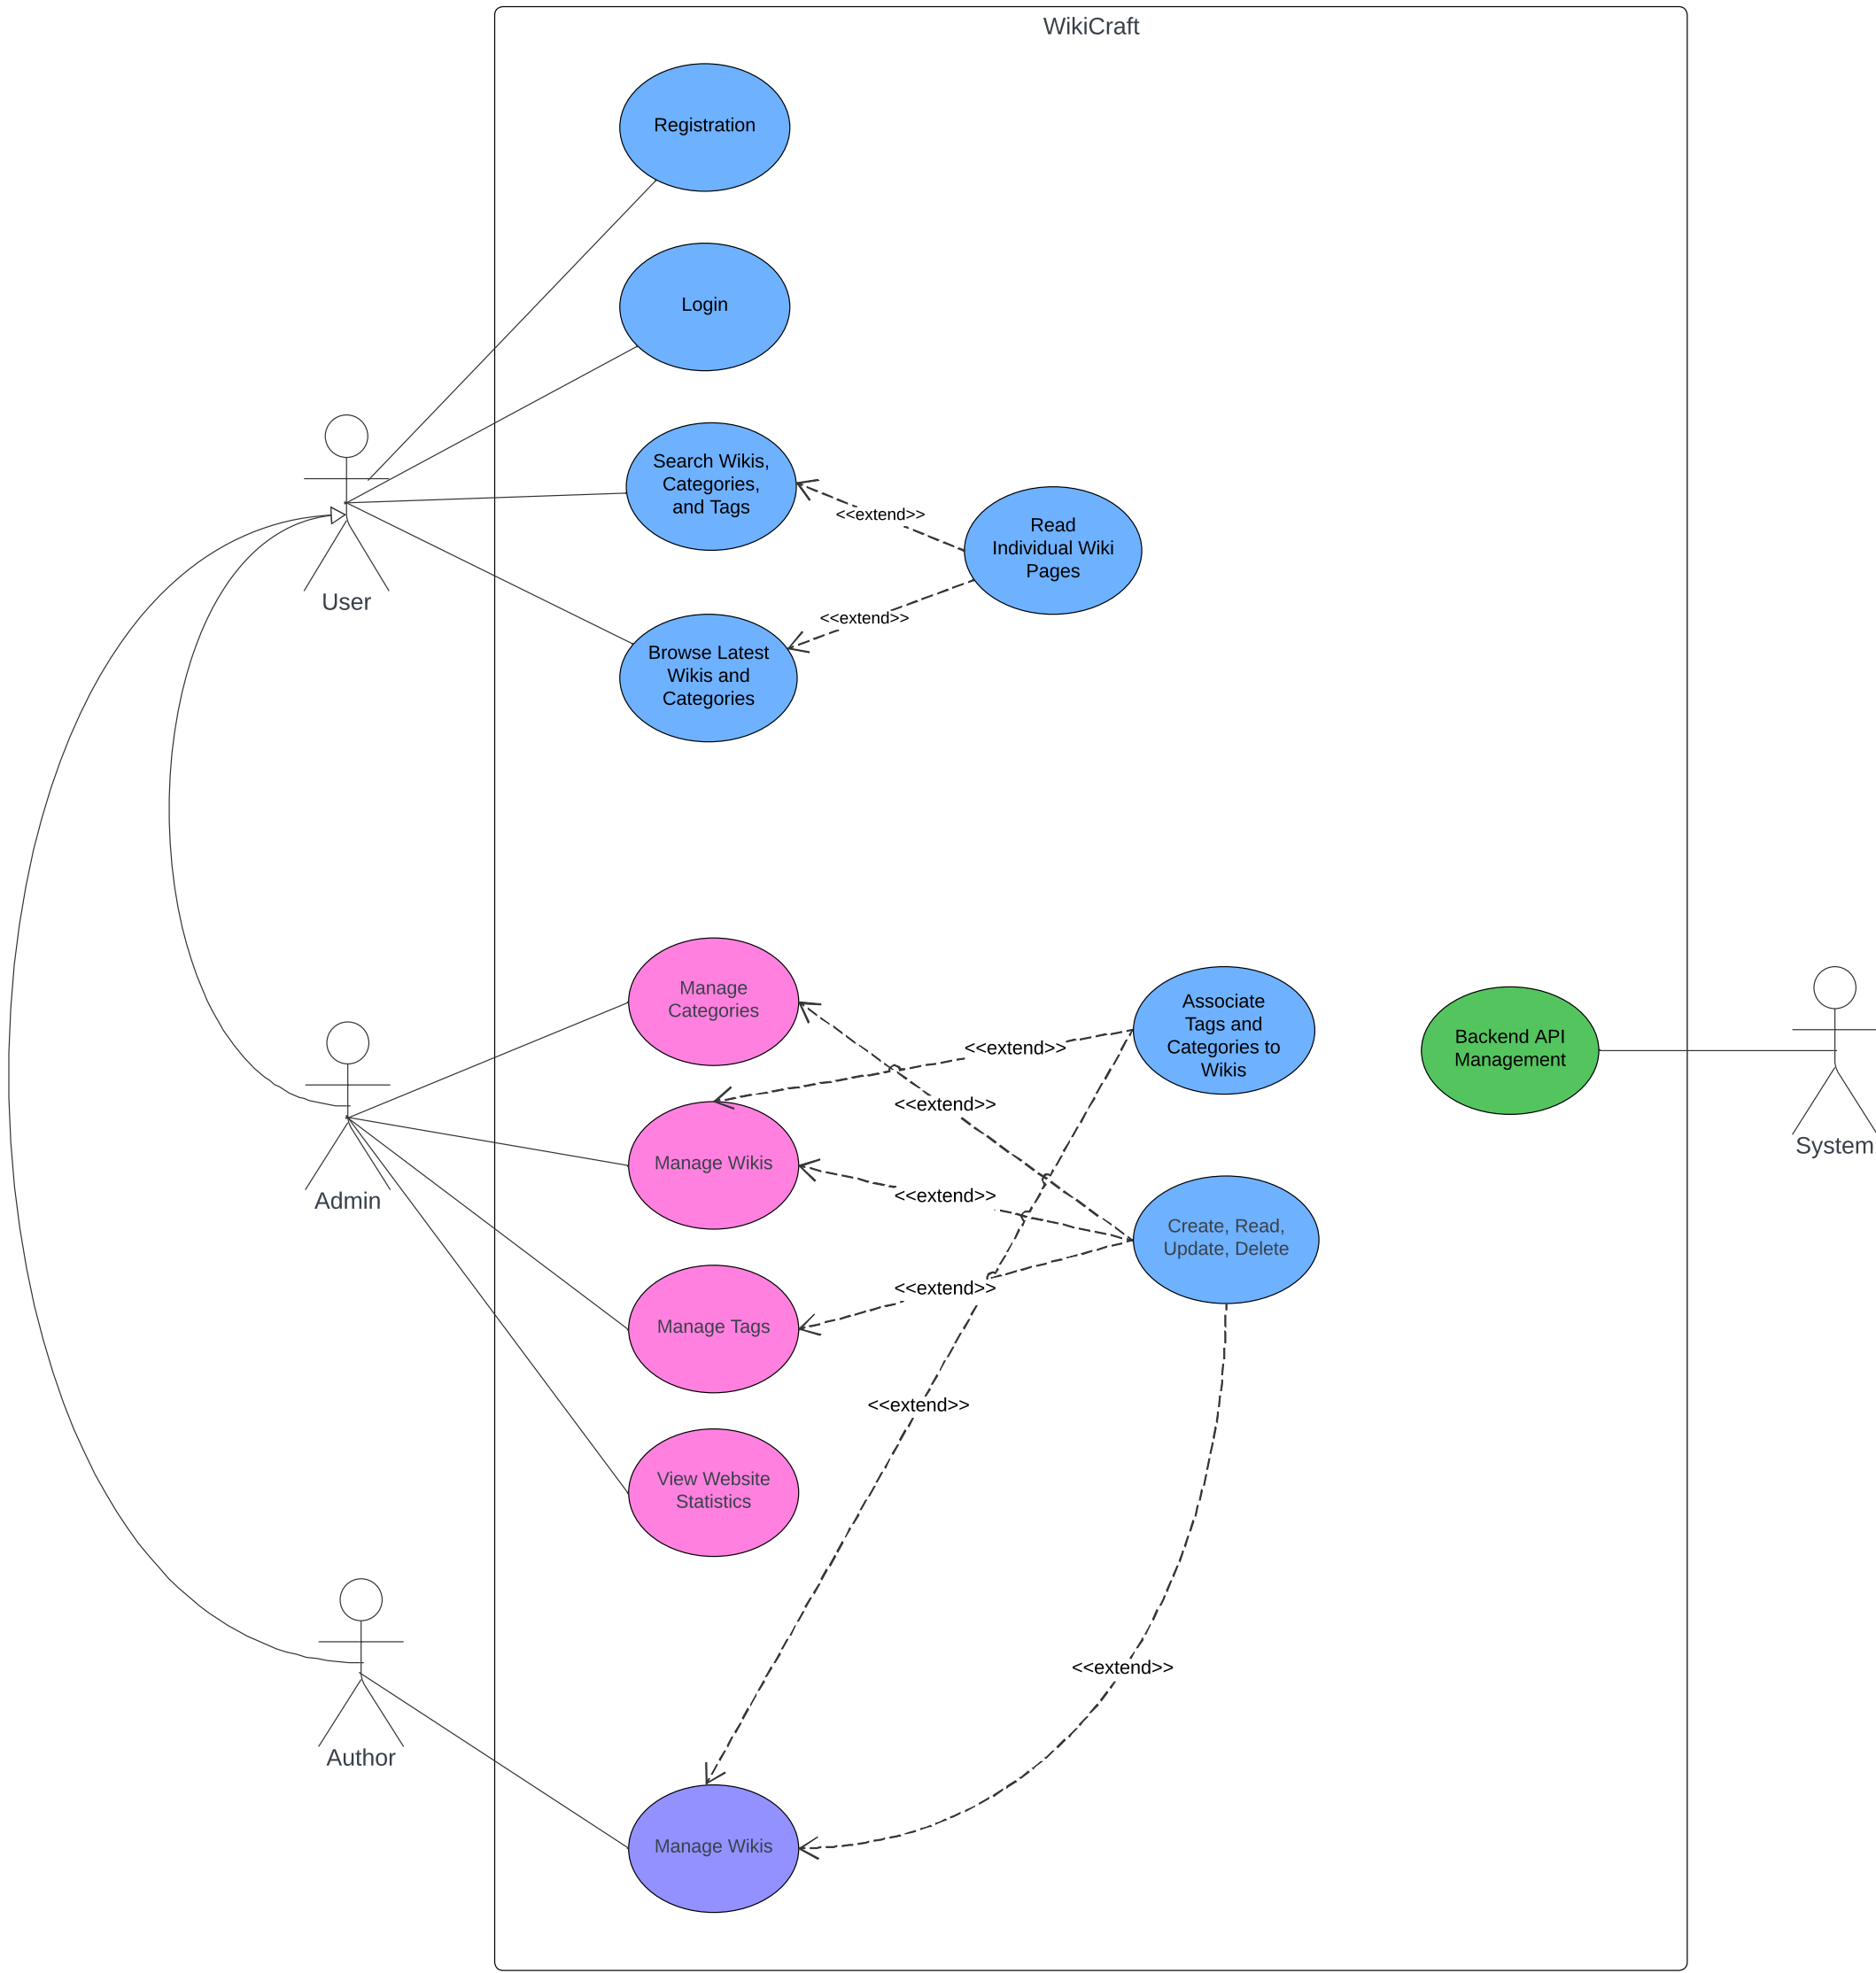 WikiCraft
Registration
Login
Search Wikis,
Categories,
and Tags
<<extend>>
Read
Individual Wiki
Pages
User
<<extend>>
Browse Latest
Wikis and
Categories
Manage
Categories
Associate
Tags and
Categories to
Wikis
<<extend>>
Backend API
Management
<<extend>>
System
Admin
Manage Wikis
<<extend>>
Create, Read,
Update, Delete
<<extend>>
Manage Tags
<<extend>>
View Website
Statistics
<<extend>>
Author
Manage Wikis